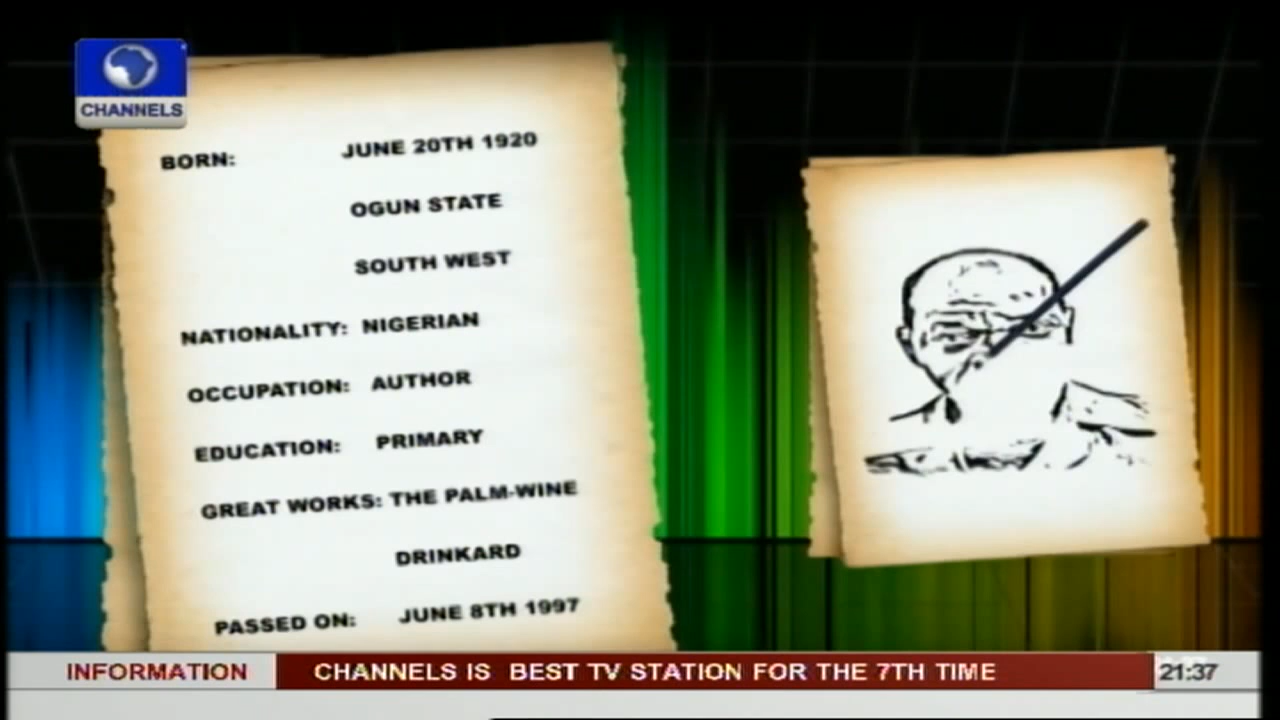 CHANNELS
BORN: JUNE 20TH 1920
OGUN STATE
SOUTH WEST
NATIONALITY: NIGERIAN
OCCUPATION: AUTHOR
EDUCATION: PRIMARY
GREAT WORKS: THE PALM-WINE
DRINKARD
PASSED ON: JUNE 8TH 1997
INFORMATION CHANNELS IS BEST TV STATION FOR THE 7TH TIME 21:37